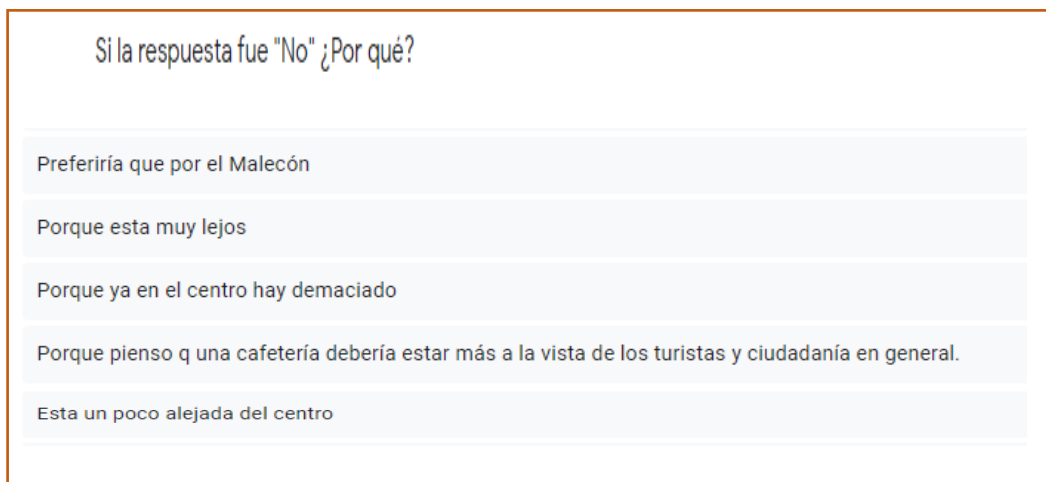 Si la respuesta fue "No" ¿Por qué?
Preferiría que por el Malecón
Porque esta muy lejos
Porque ya en el centro hay demaciado
Porque pienso q una cafetería debería estar más a la vista de los turistas y ciudadanía en general.
Esta un poco alejada del centro